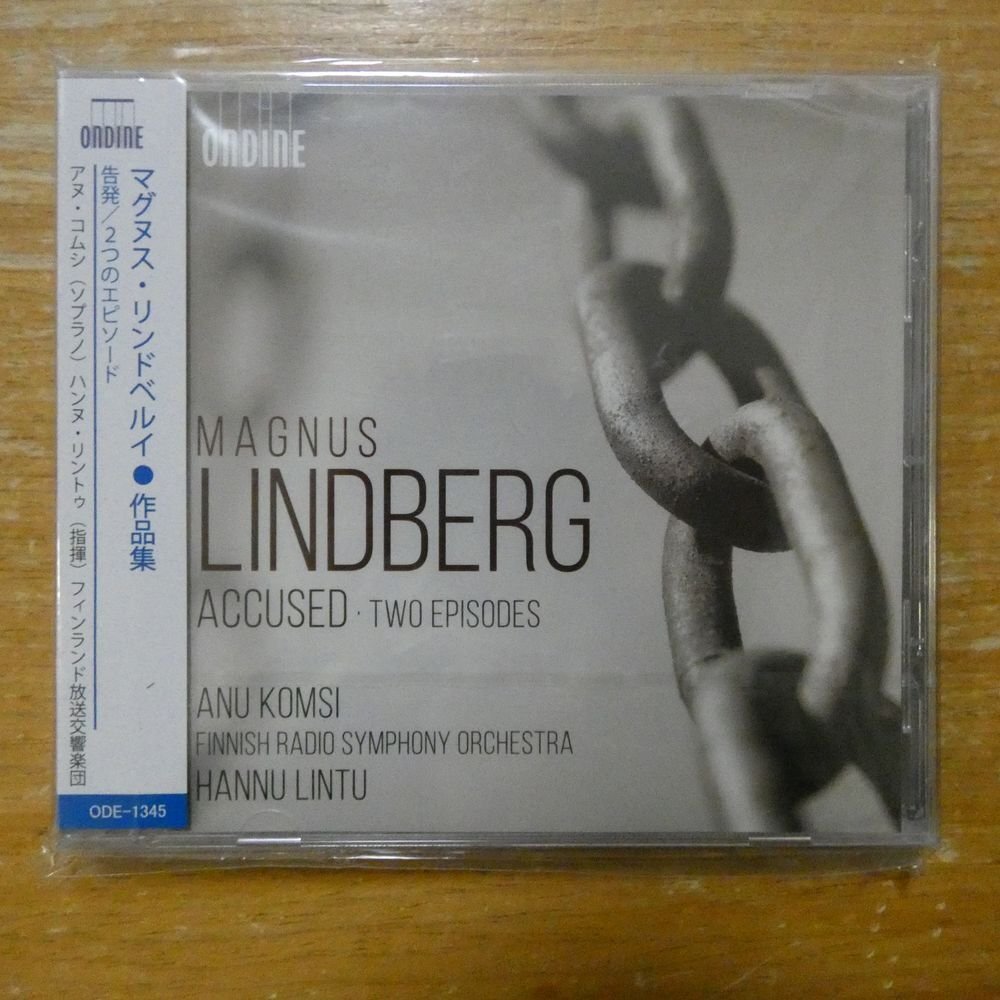 ONDINE
マグヌス・リンドベルイ●作品集
告発／2つのエピソード
アヌ・コムシ（ソプラノ）ハンヌ・リントゥ（指揮）フィンランド放送交響楽団
ODE-1345
ONDINE
MAGNUS
LINDBERG
ACCUSED · TWO EPISODES
ANU KOMSI
FINNISH RADIO SYMPHONY ORCHESTRA
HANNU LINTU